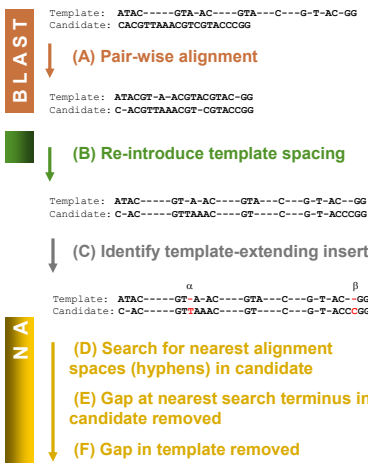 BLAST
Template: ATAC-----GTA-AC----GTA---C---G-T-AC-GG
Candidate: CACGTTAAACGTCGTACCCGG
(A) Pair-wise alignment
Template: ATACGT-A-ACGTACGTAC-GG
Candidate: C-ACGTTAAACGT-CGTACCGG
(B) Re-introduce template spacing
Template: ATAC-----GT-A-AC----GTA---C---G-T-AC--GG
Candidate: C-AC-----GTTAAAC----GT----C---G-T-ACCCGG
(C) Identify template-extending insert
α β
Template: ATAC-----GT-A-AC----GTA---C---G-T-AC--GG
Candidate: C-AC-----GTTAAAC----GT----C---G-T-ACCCGG
NA
(D) Search for nearest alignment
spaces (hyphens) in candidate
(E) Gap at nearest search terminus in
candidate removed
(F) Gap in template removed